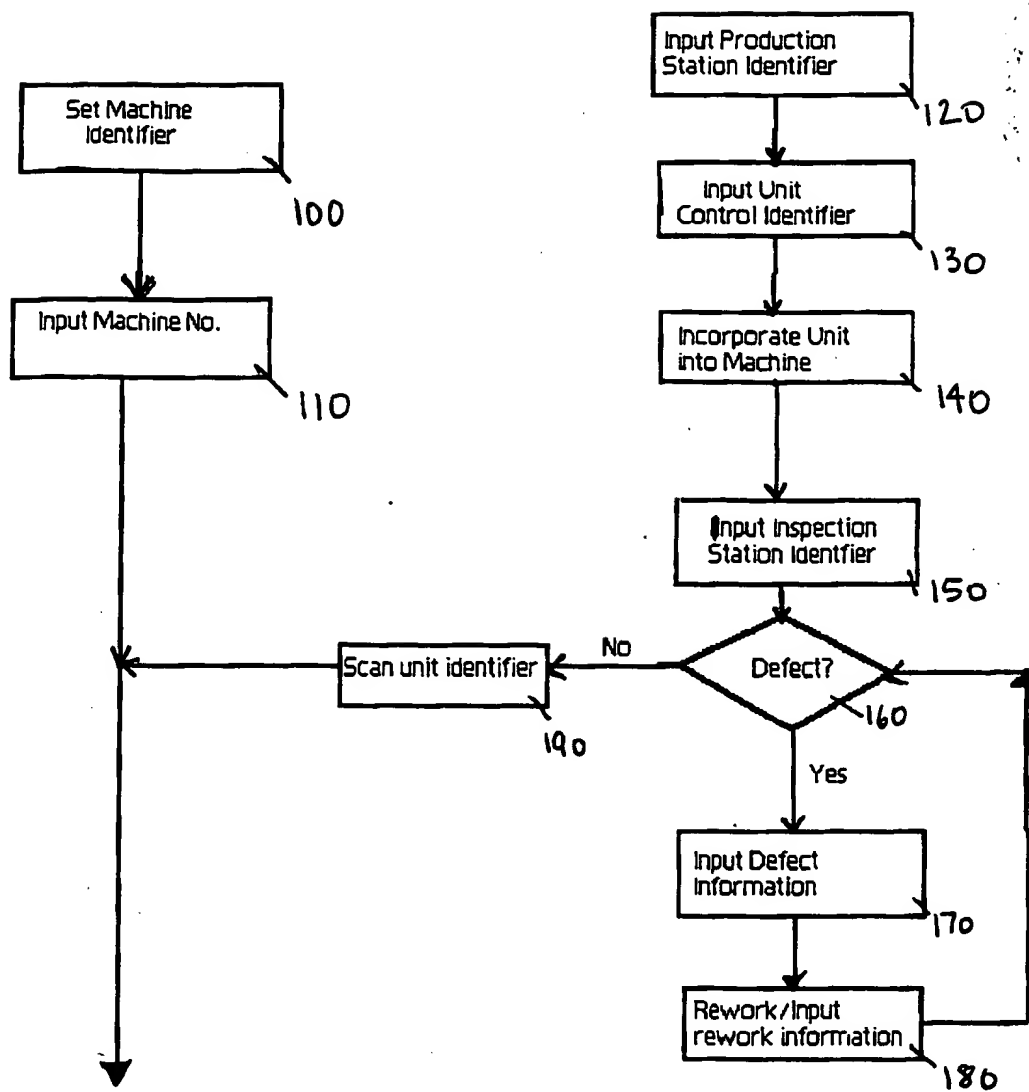 Set Machine
Identifier
100
Input Machine No.
110
Input Production
Station Identifier
120
Input Unit
Control Identifier
130
Incorporate Unit
into Machine
140
Input Inspection
Station Identfier
150
Defect?
160
No
Scan unit identifier
190
Yes
Input Defect
Information
170
Rework/Input
rework information
180